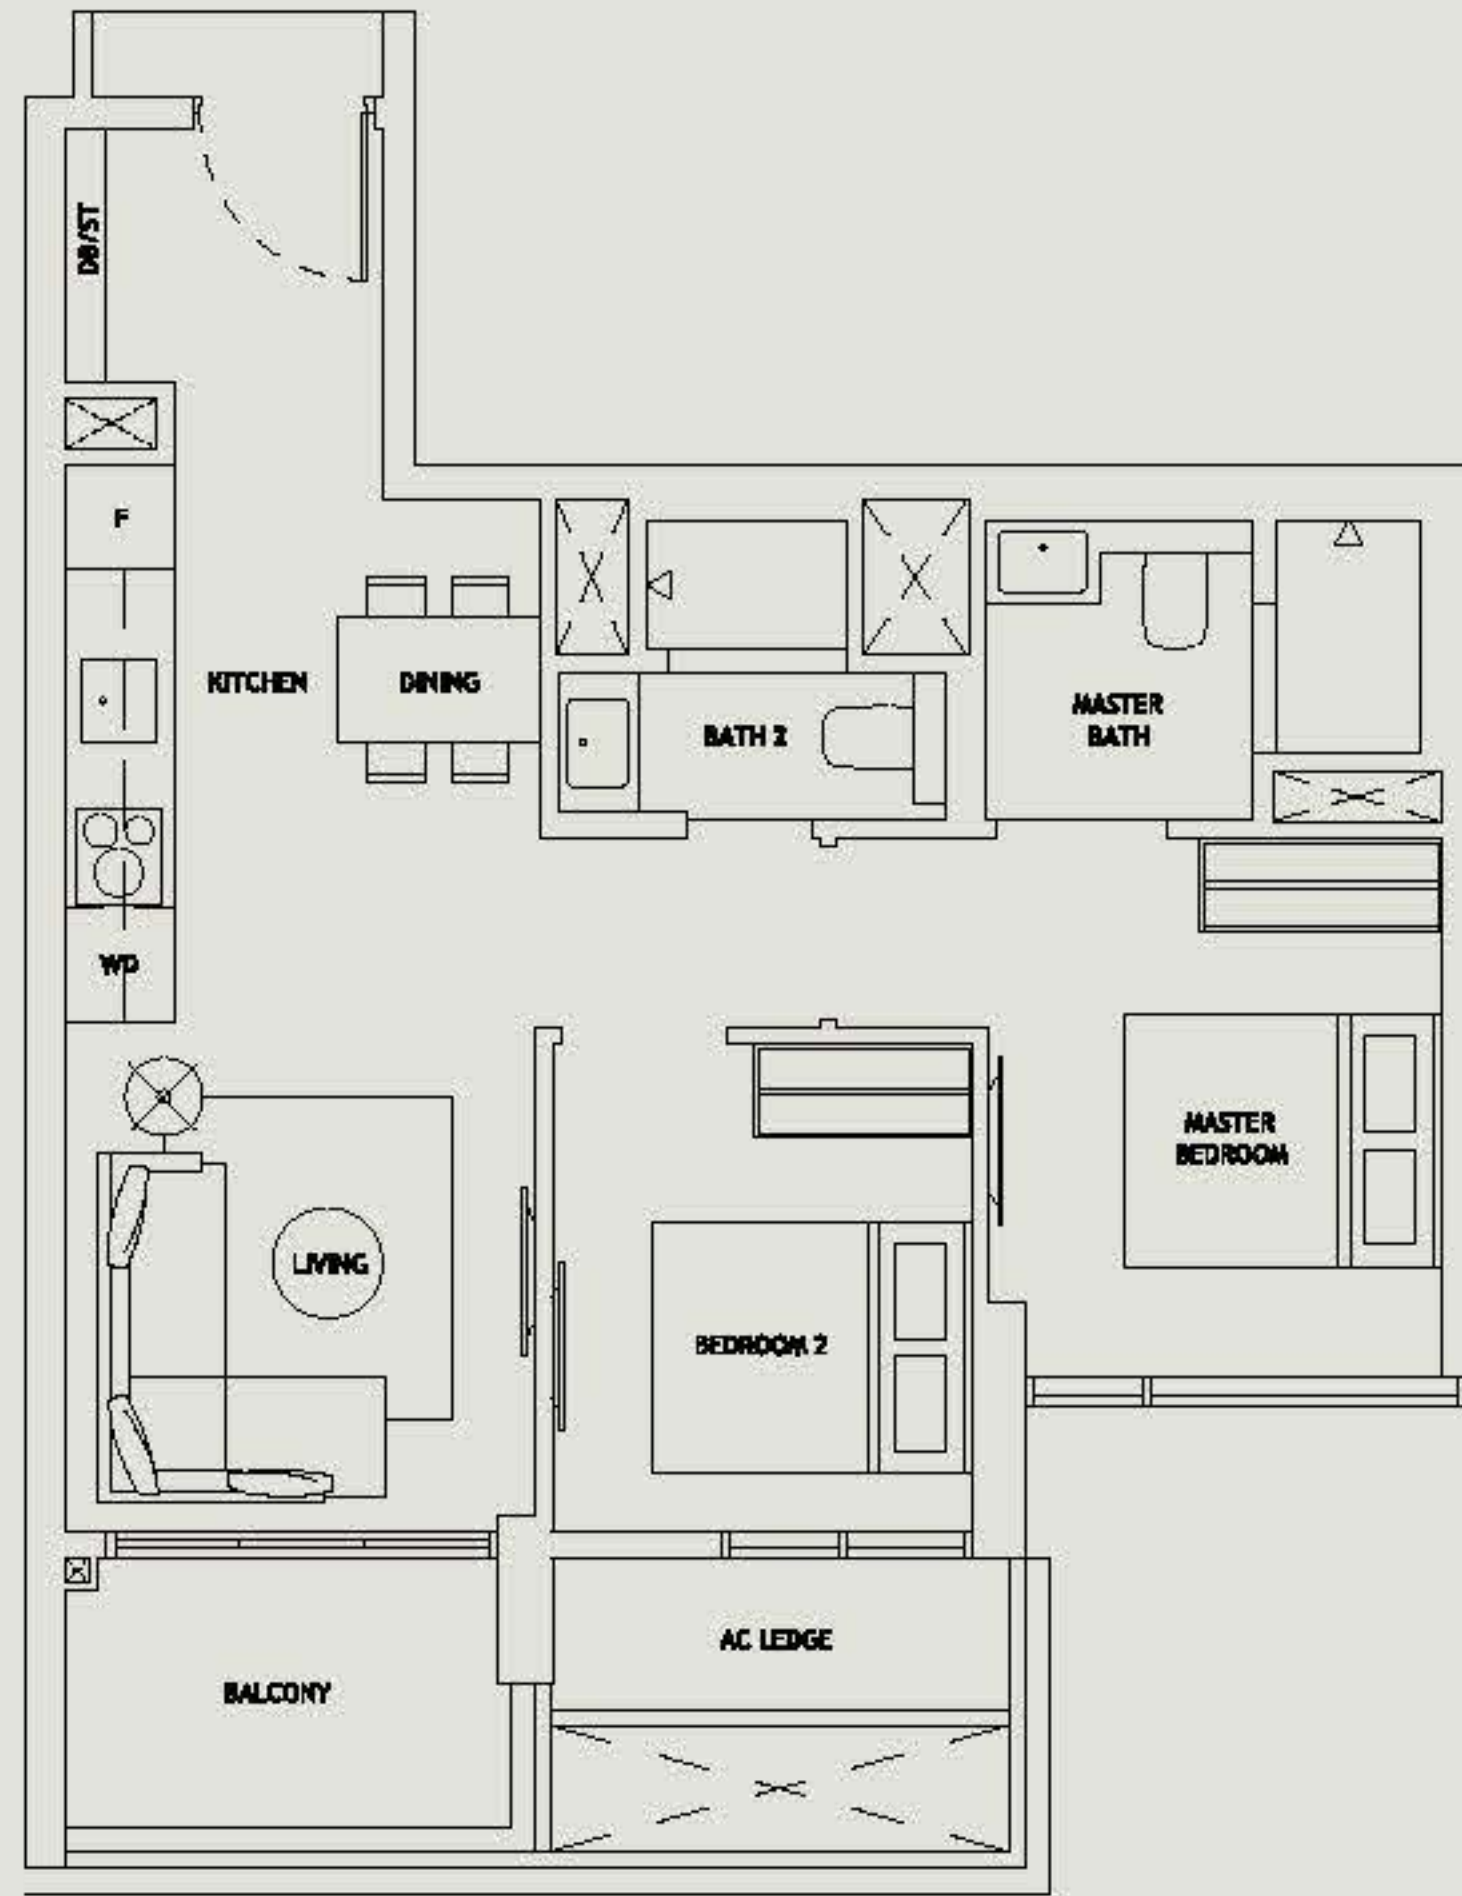 DB/ST
F
KITCHEN
DINING
BATH 2
MASTER
BATH
WD
MASTER
BEDROOM
LIVING
BEDROOM 2
AC LEDGE
BALCONY